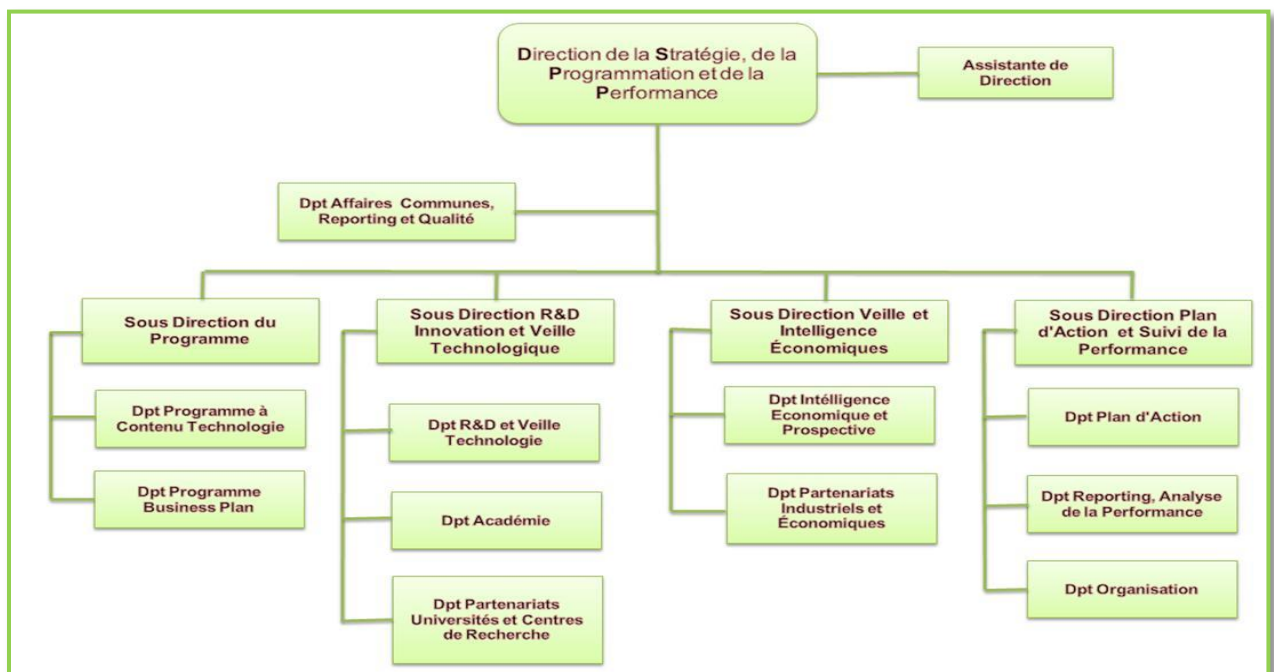 Direction de la Stratégie, de la
Programmation et de la
Performance
Assistante de
Direction
Dpt Affaires Communes,
Reporting et Qualité
Sous Direction du
Programme
Dpt Programme à
Contenu Technologie
Dpt Programme
Business Plan
Sous Direction R&D
Innovation et Veille
Technologique
Dpt R&D et Veille
Technologie
Dpt Académie
Dpt Partenariats
Universités et Centres
de Recherche
Sous Direction Veille et
Intelligence
Économiques
Dpt Intélligence
Economique et
Prospective
Dpt Partenariats
Industriels et
Économiques
Sous Direction Plan
d'Action et Suivi de la
Performance
Dpt Plan d'Action
Dpt Reporting, Analyse
de la Performance
Dpt Organisation